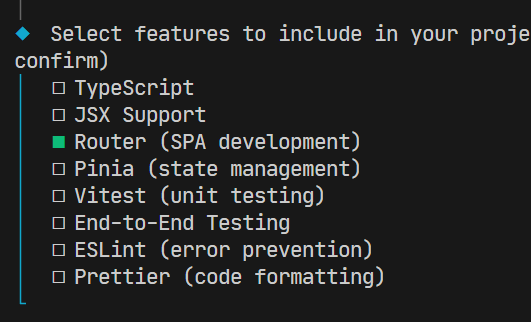 Select features to include in your proje
confirm)
TypeScript
JSX Support
Router (SPA development)
Pinia (state management)
Vitest (unit testing)
End-to-End Testing
ESLint (error prevention)
Prettier (code formatting)